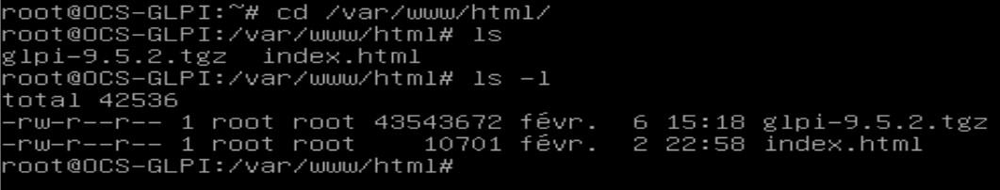 root@OCS-GLPI:~# cd /var/www/html/
root@OCS-GLPI:/var/www/html# ls
glpi-9.5.2.tgz  index.html
root@OCS-GLPI:/var/www/html# ls -l
total 42536
-rw-r--r-- 1 root root 43543672 févr.  6 15:18 glpi-9.5.2.tgz
-rw-r--r-- 1 root root    10701 févr.  2 22:58 index.html
root@OCS-GLPI:/var/www/html#